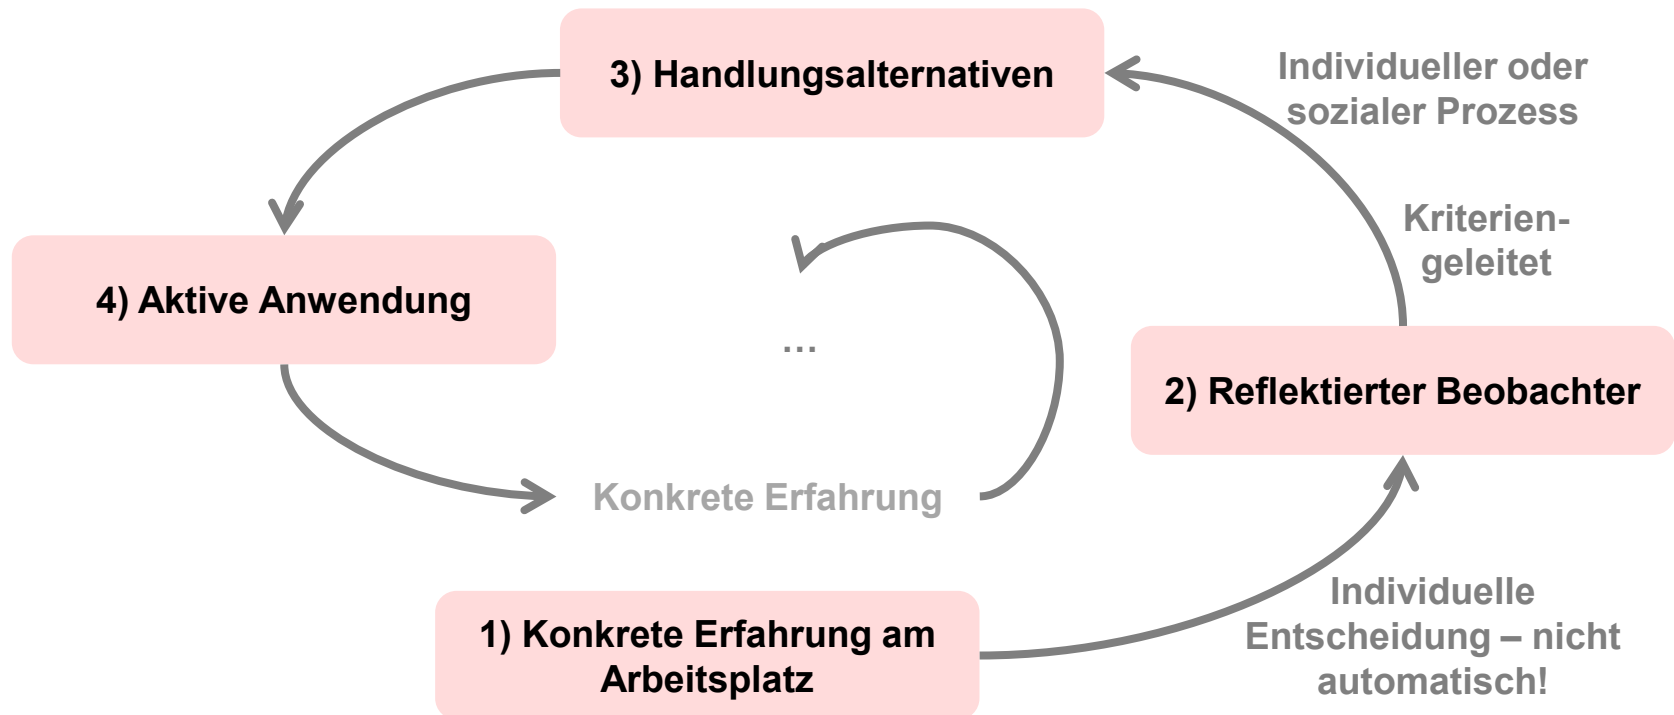 3) Handlungsalternativen
Individueller oder
sozialer Prozess
Kriterien-
geleitet
4) Aktive Anwendung
...
2) Reflektierter Beobachter
Konkrete Erfahrung
1) Konkrete Erfahrung am
Arbeitsplatz
Individuelle
Entscheidung – nicht
automatisch!